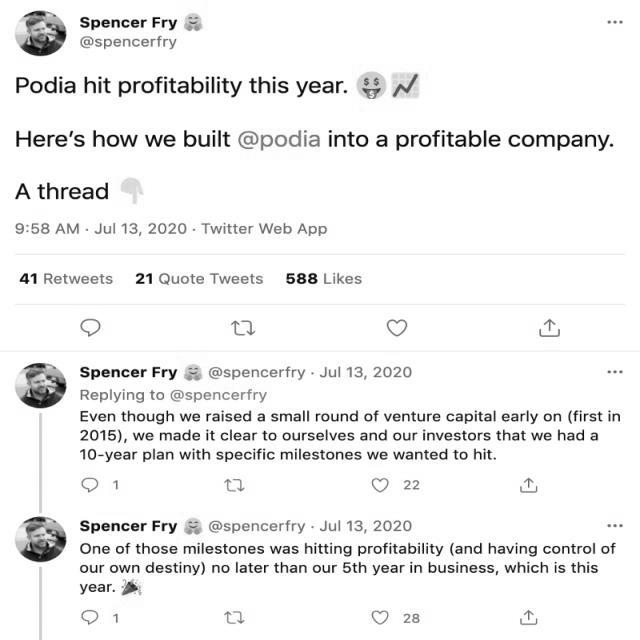 Spencer Fry 🤗
@spencerfry
Podia hit profitability this year. 🤑 📈
Here's how we built @podia into a profitable company.
A thread 👇
9:58 AM · Jul 13, 2020 · Twitter Web App
41 Retweets 21 Quote Tweets 588 Likes
Spencer Fry 🤗 @spencerfry · Jul 13, 2020
Replying to @spencerfry
Even though we raised a small round of venture capital early on (first in
2015), we made it clear to ourselves and our investors that we had a
10-year plan with specific milestones we wanted to hit.
1 22
Spencer Fry 🤗 @spencerfry · Jul 13, 2020
One of those milestones was hitting profitability (and having control of
our own destiny) no later than our 5th year in business, which is this
year. 🎉
1 28